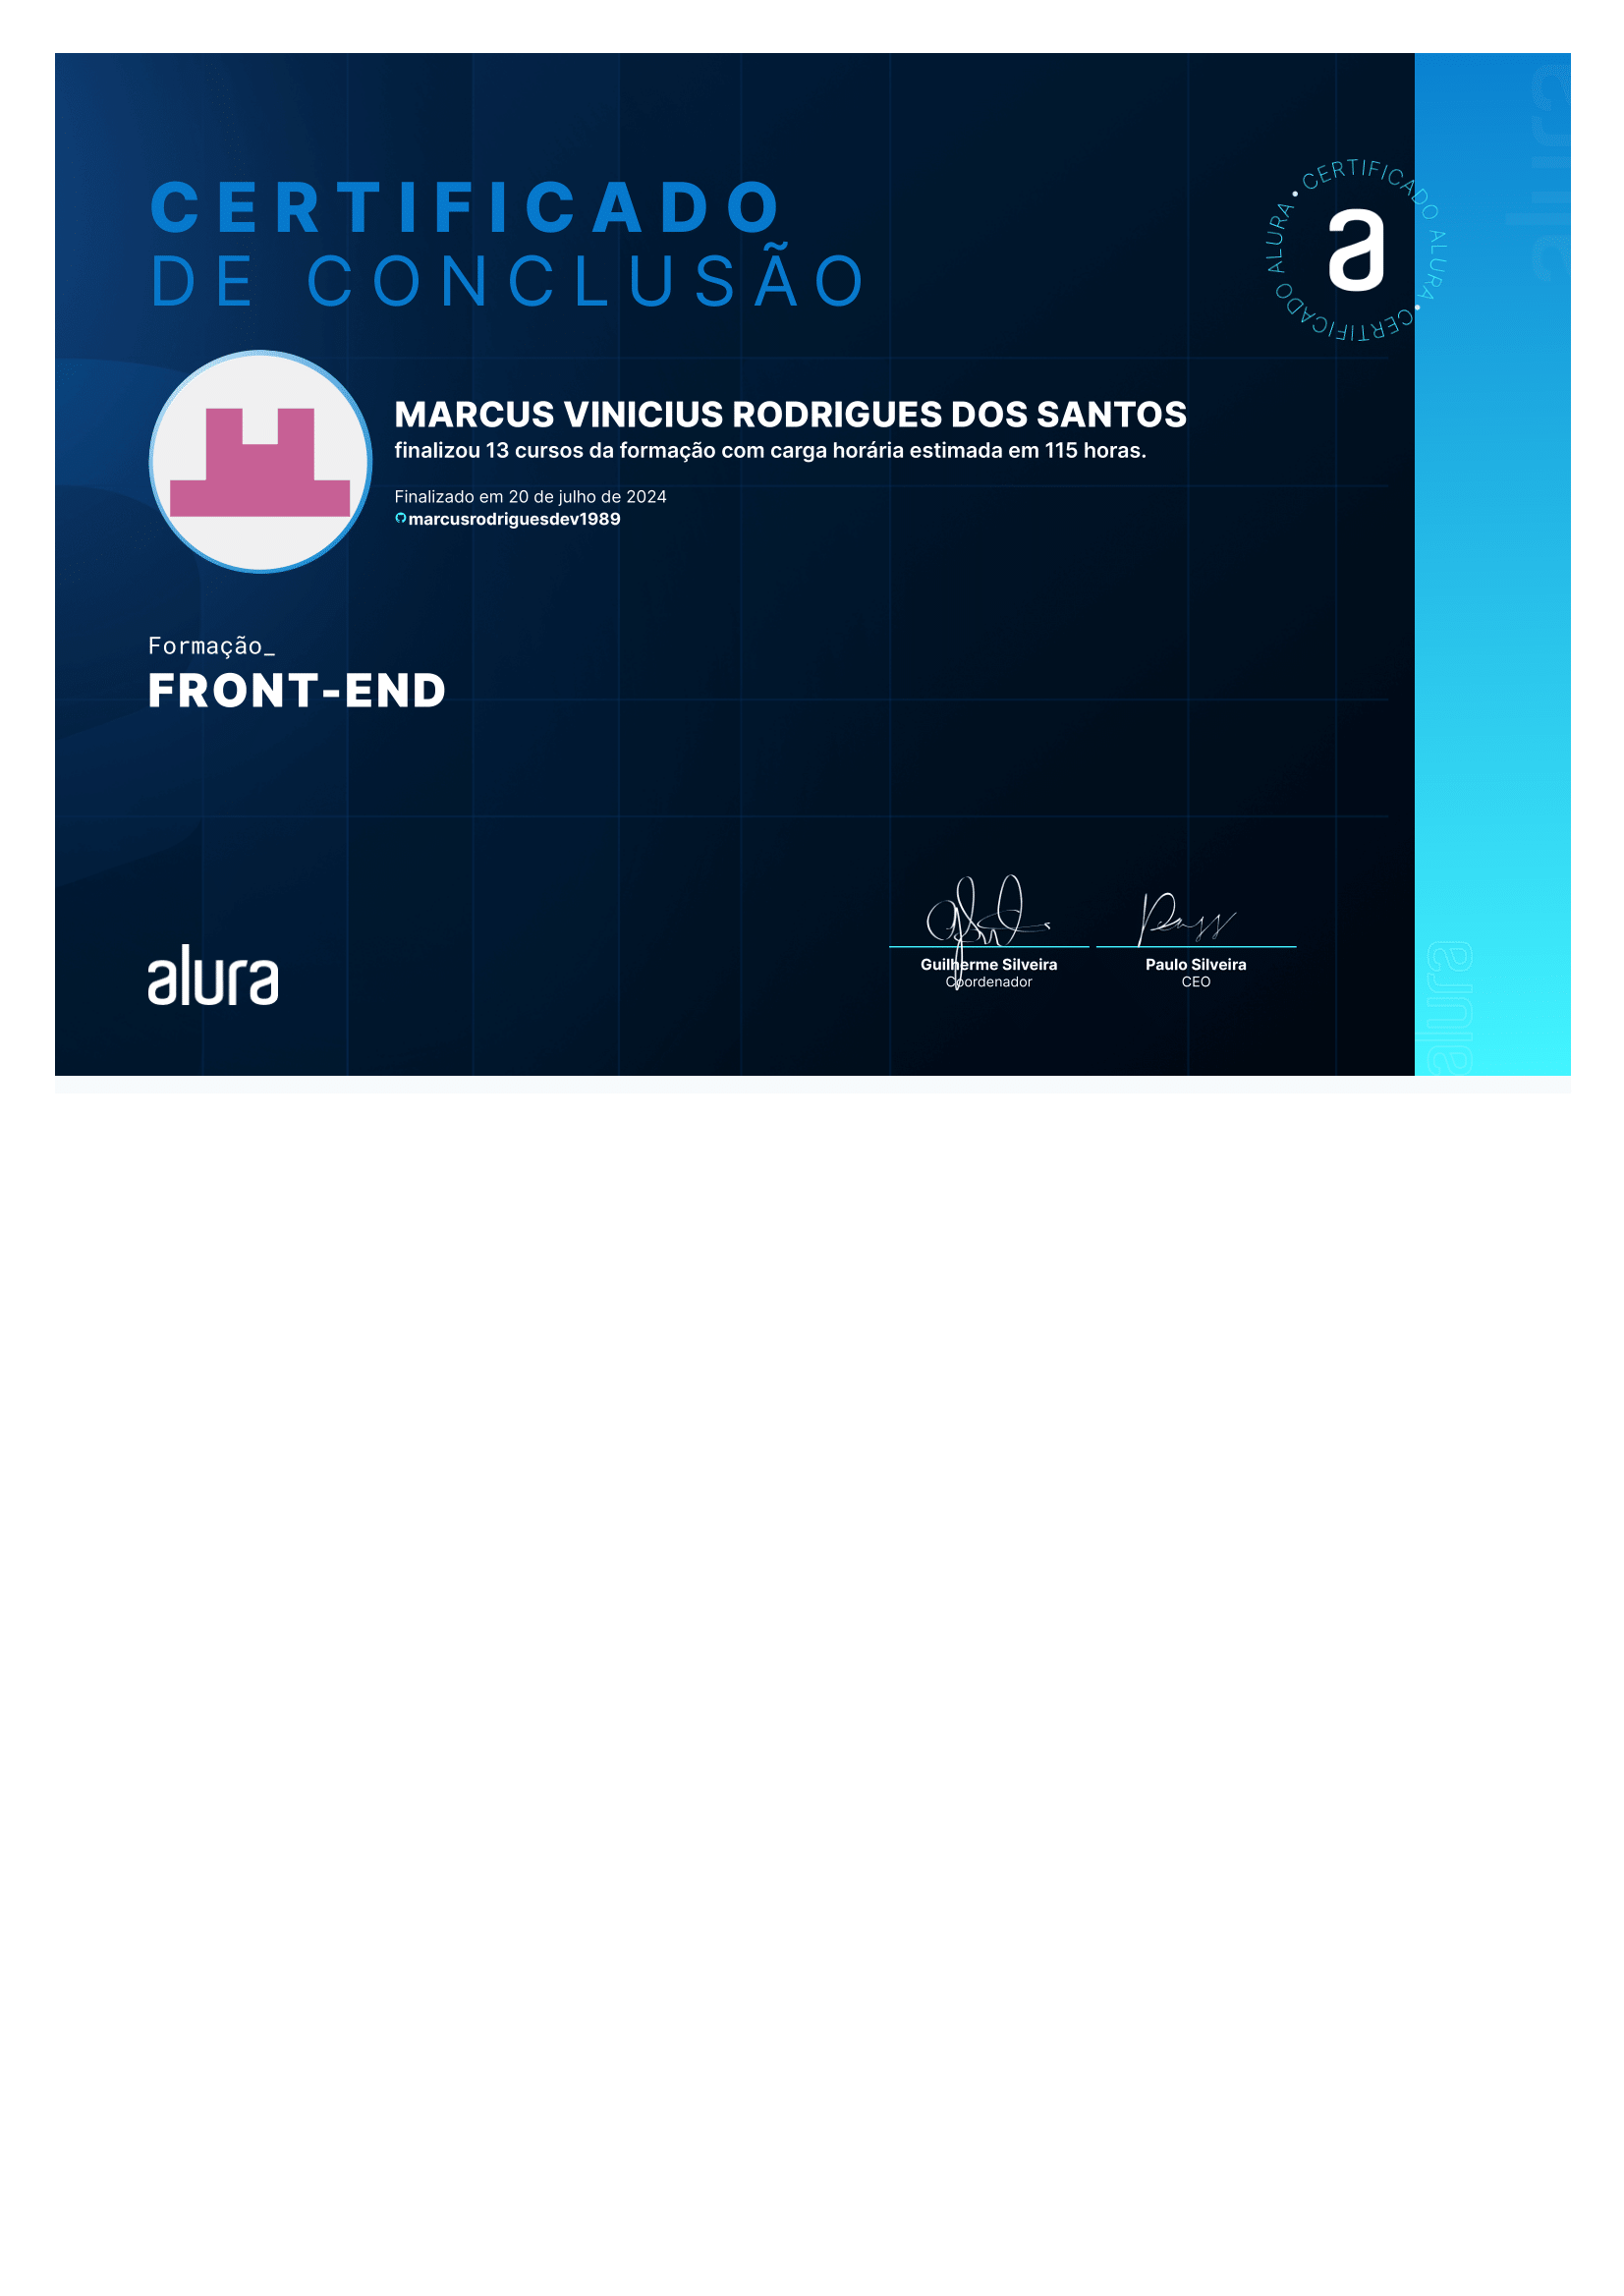 CERTIFICADO
DE CONCLUSÃO
CERTIFICADO ALURA • CERTIFICADO ALURA •
a
alura
MARCUS VINICIUS RODRIGUES DOS SANTOS
finalizou 13 cursos da formação com carga horária estimada em 115 horas.
Finalizado em 20 de julho de 2024
marcusrodriguesdev1989
Formação_
FRONT-END
alura
Guilherme Silveira
Coordenador
Paulo Silveira
CEO
alura